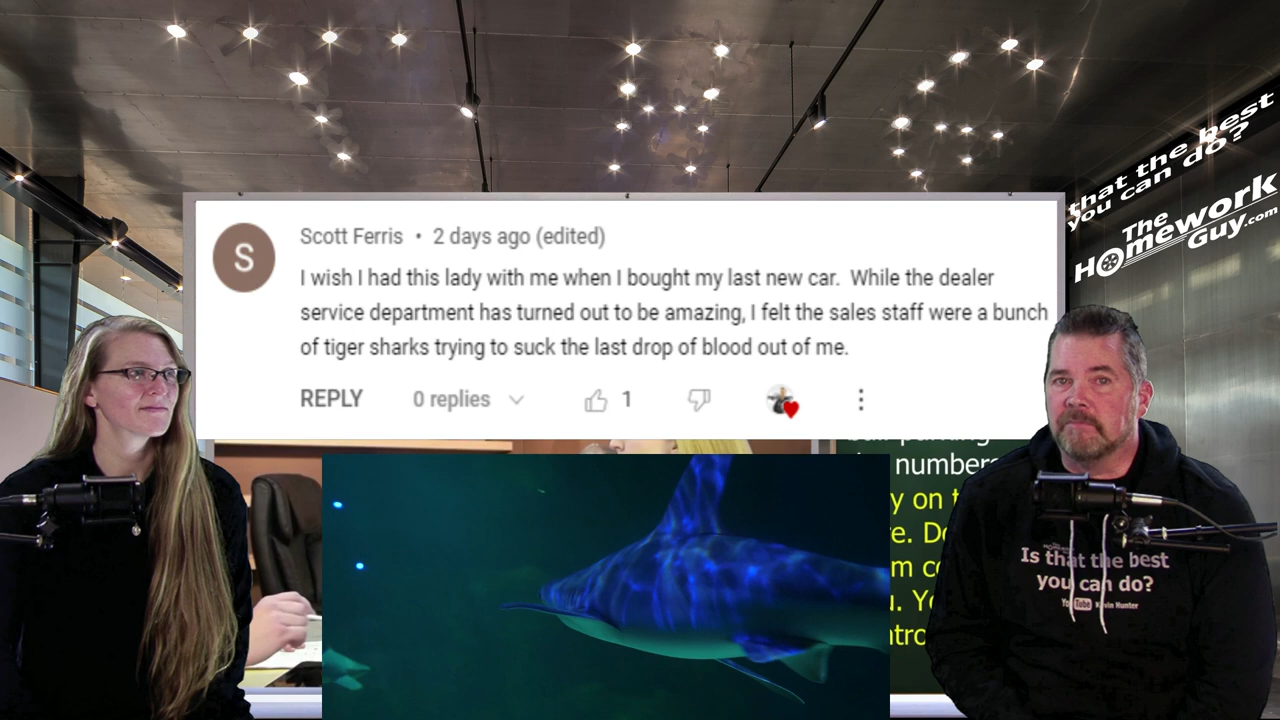 that the best
you can do?
The
Homework
Guy.com
S
Scott Ferris • 2 days ago (edited)
I wish I had this lady with me when I bought my last new car. While the dealer
service department has turned out to be amazing, I felt the sales staff were a bunch
of tiger sharks trying to suck the last drop of blood out of me.
REPLY 0 replies 1
numbers
on
Is that the best
you can do?
YouTube Kevin Hunter